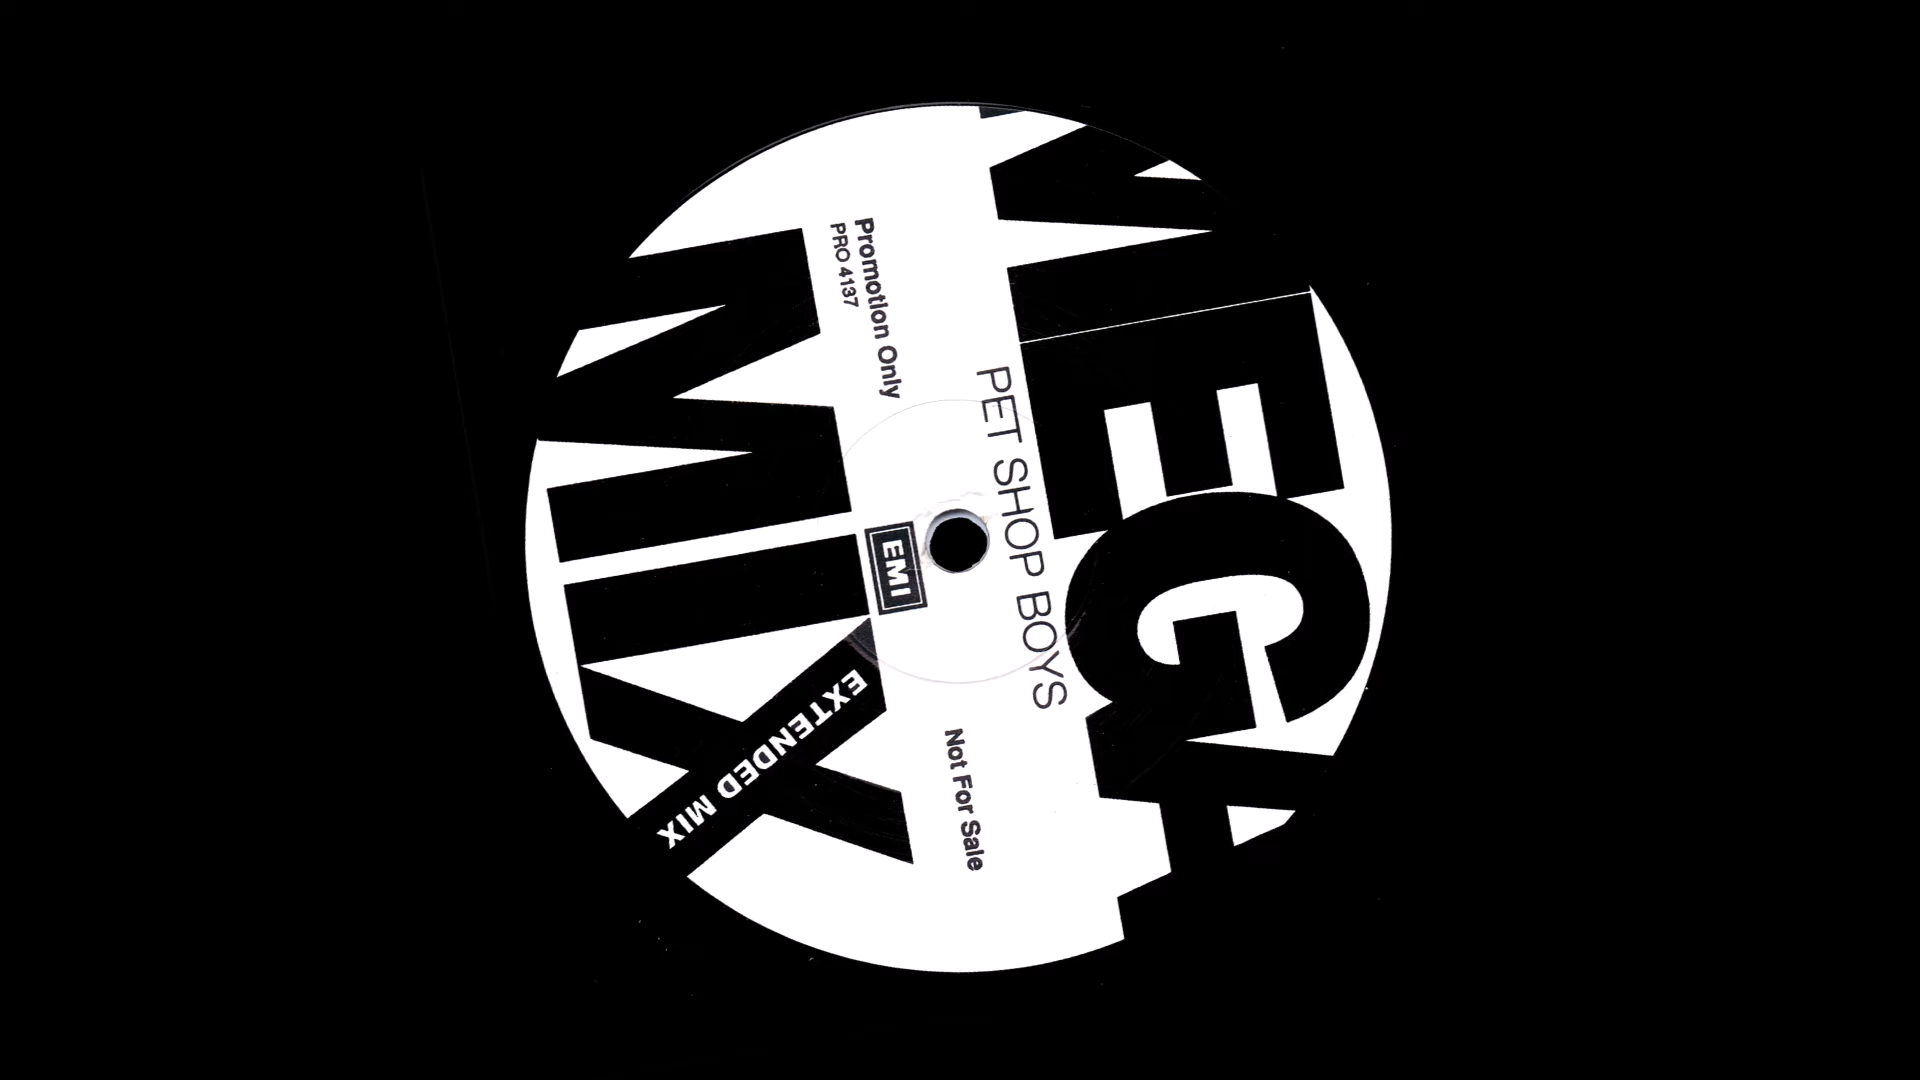 MEGA
PET SHOP BOYS
Promotion Only
PRO 4137
Not For Sale
EMI
MIX
EXTENDED MIX